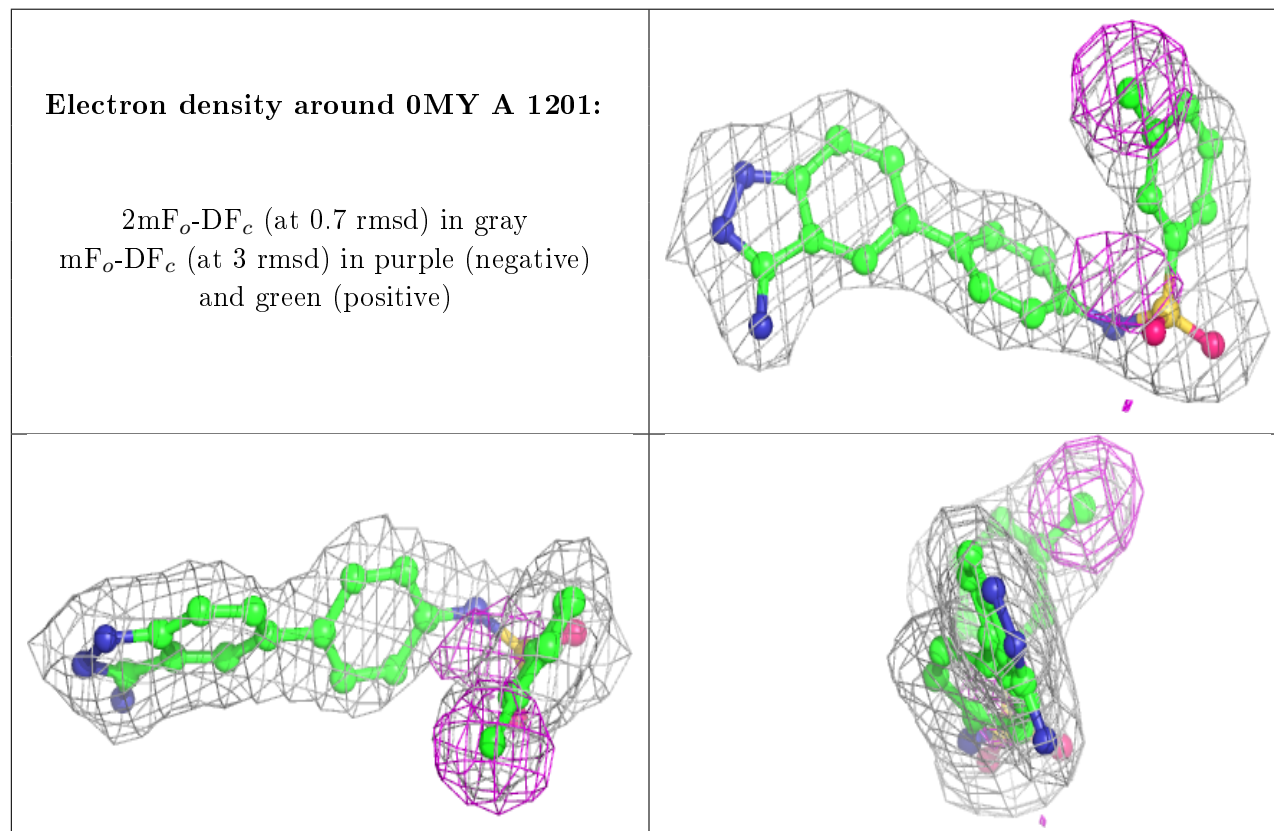 Electron density around 0MY A 1201:
2mFo-DFc (at 0.7 rmsd) in gray
mFo-DFc (at 3 rmsd) in purple (negative)
and green (positive)